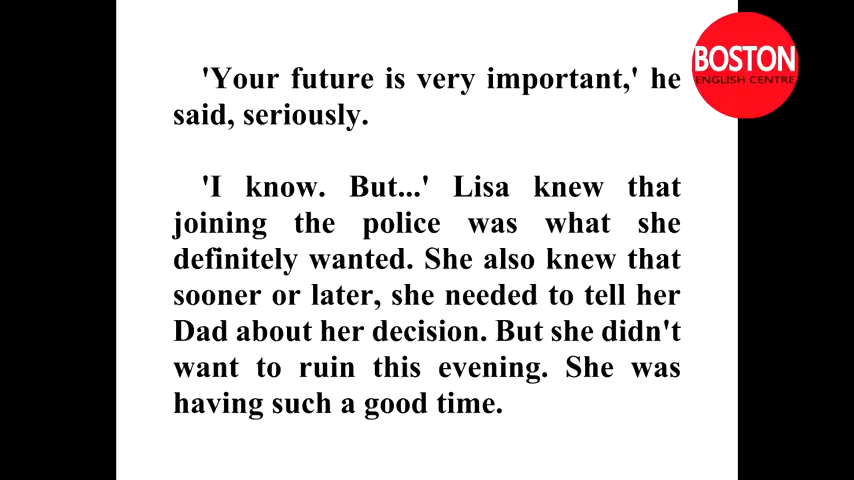 BOSTON
ENGLISH CENTRE
'Your future is very important,' he
said, seriously.
'I know. But...' Lisa knew that
joining the police was what she
definitely wanted. She also knew that
sooner or later, she needed to tell her
Dad about her decision. But she didn't
want to ruin this evening. She was
having such a good time.